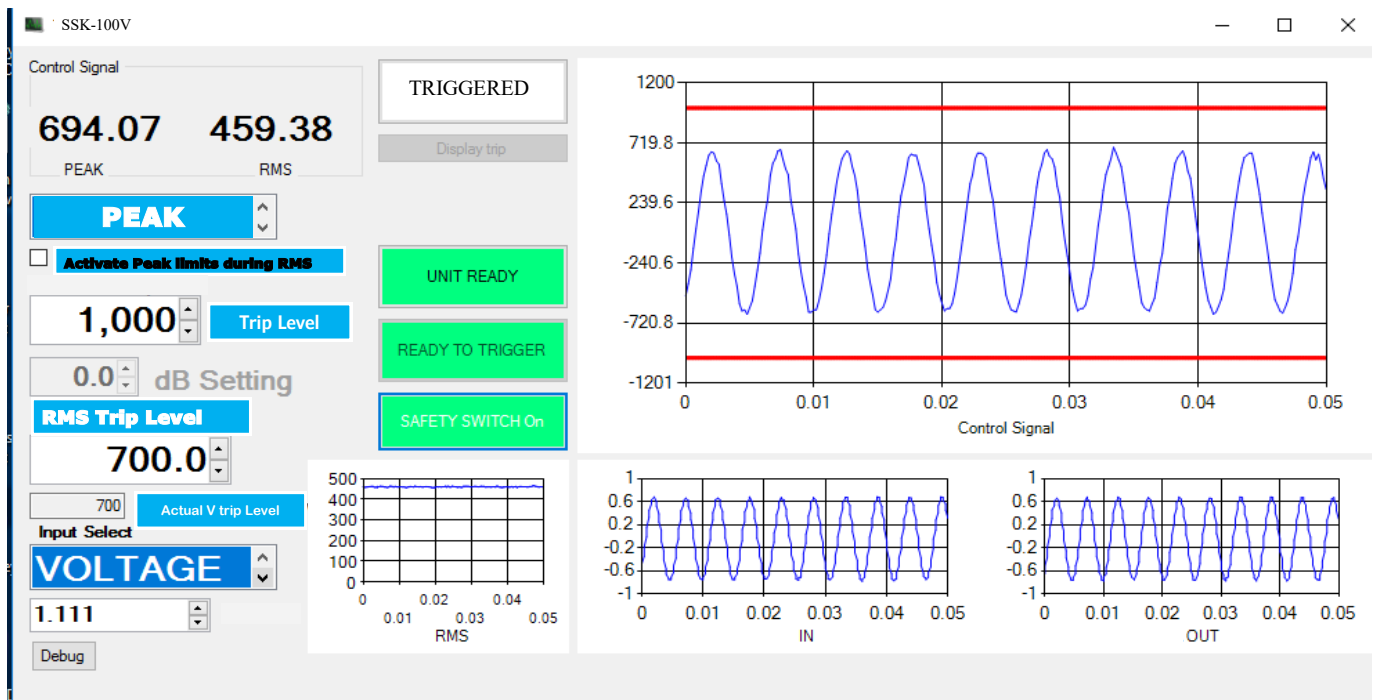 SSK-100V
Control Signal
694.07 459.38
PEAK RMS
PEAK
Activate Peak limits during RMS
1,000 Trip Level
0.0 dB Setting
RMS Trip Level
700.0
700 Actual V trip Level
Input Select
VOLTAGE
1.111
Debug
TRIGGERED
Display trip
UNIT READY
READY TO TRIGGER
SAFETY SWITCH On
1200
719.8
239.6
-240.6
-720.8
-1201
0 0.01 0.02 0.03 0.04 0.05
Control Signal
500
400
300
200
100
0
0 0.02 0.04
0.01 0.03 0.05
RMS
1
0.6
0.2
-0.2
-0.6
-1
0 0.01 0.02 0.03 0.04 0.05
IN
1
0.6
0.2
-0.2
-0.6
-1
0 0.01 0.02 0.03 0.04 0.05
OUT